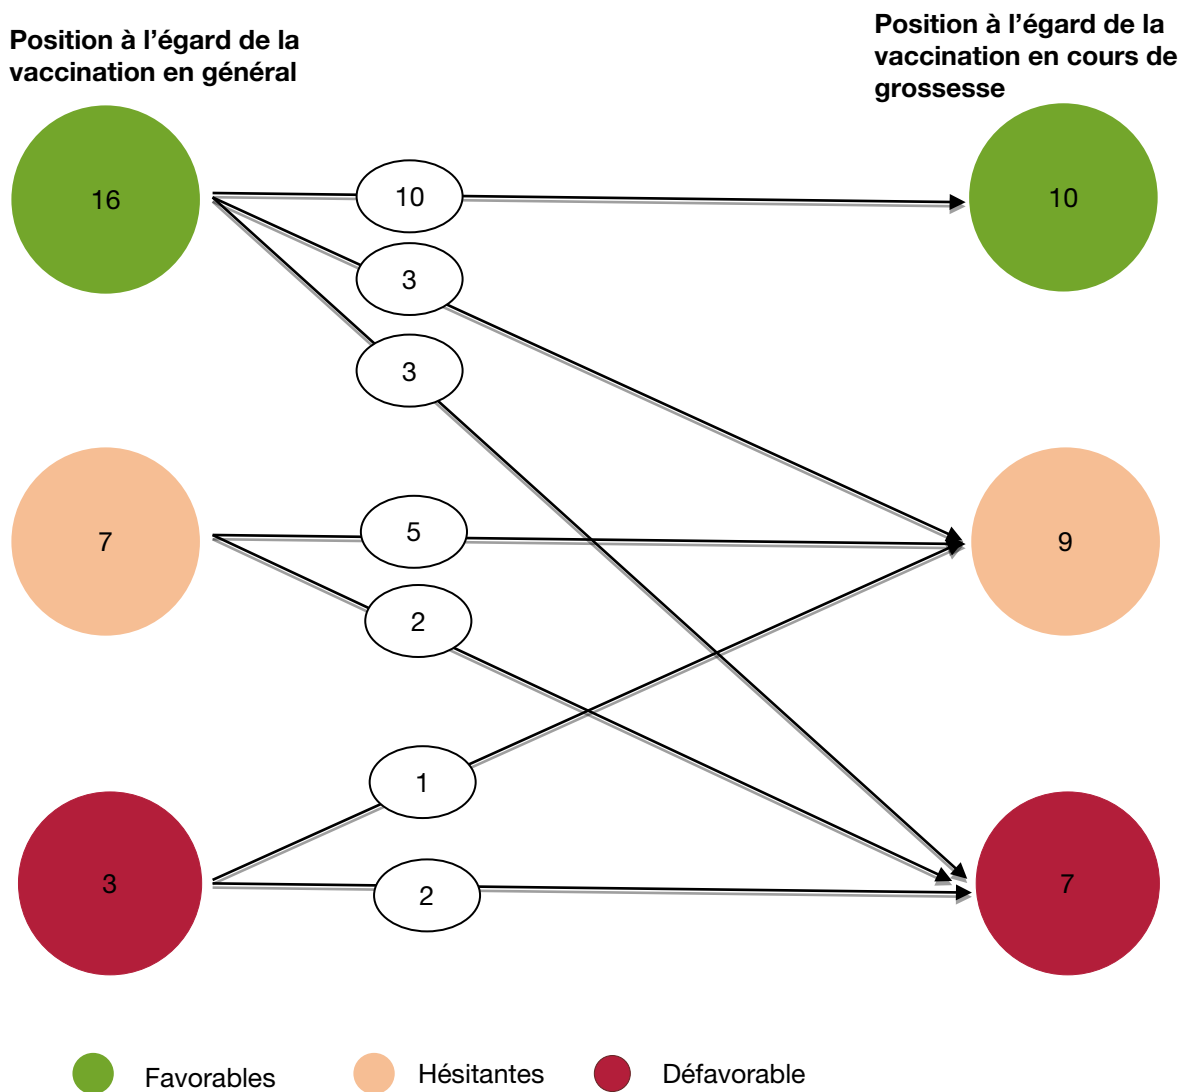 Position à l’égard de la
vaccination en général
Position à l’égard de la
vaccination en cours de
grossesse
16
10
10
3
3
7
5
9
2
1
3
2
7
Favorables
Hésitantes
Défavorable